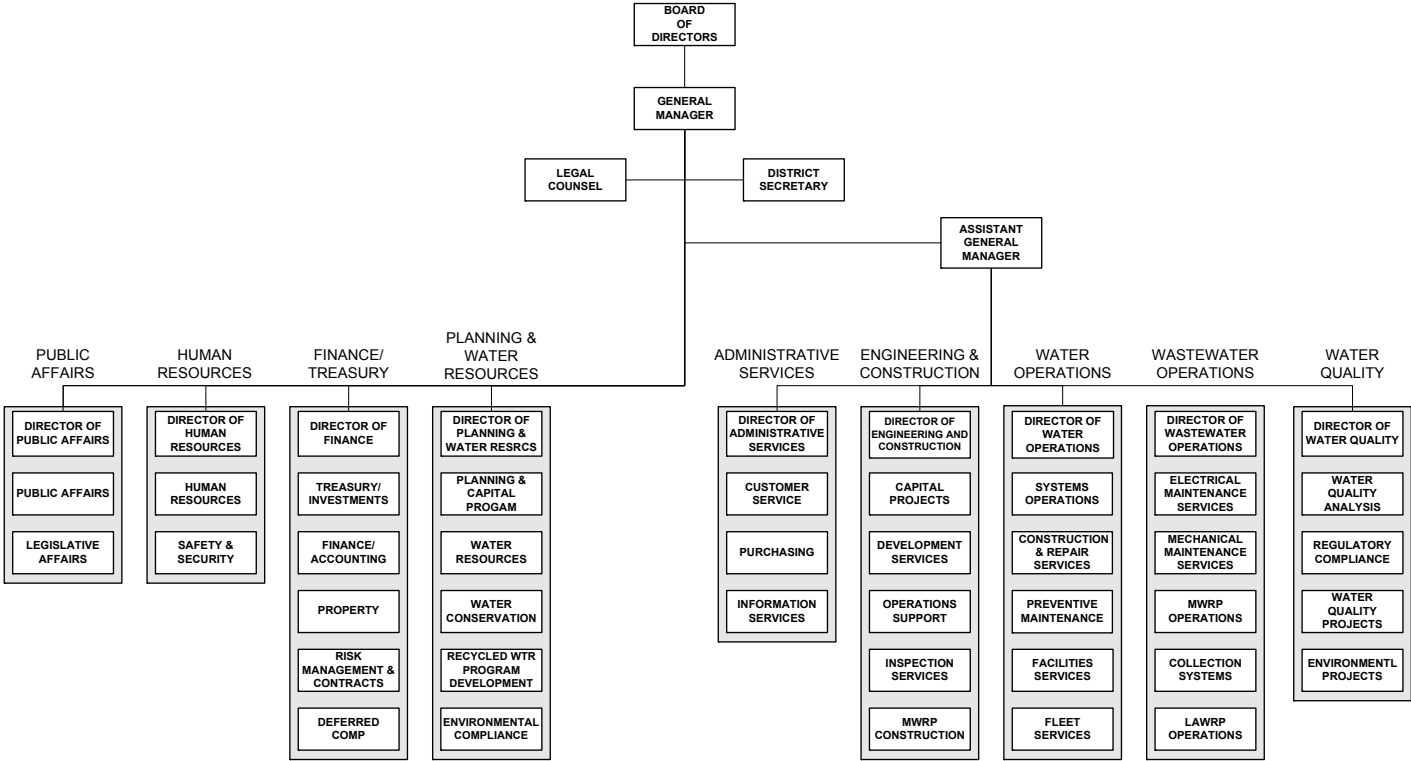 BOARD
OF
DIRECTORS
GENERAL
MANAGER
LEGAL
COUNSEL
DISTRICT
SECRETARY
ASSISTANT
GENERAL
MANAGER
PUBLIC
AFFAIRS
HUMAN
RESOURCES
FINANCE/
TREASURY
PLANNING &
WATER
RESOURCES
ADMINISTRATIVE
SERVICES
ENGINEERING &
CONSTRUCTION
WATER
OPERATIONS
WASTEWATER
OPERATIONS
WATER
QUALITY
DIRECTOR OF
PUBLIC AFFAIRS
PUBLIC AFFAIRS
LEGISLATIVE
AFFAIRS
DIRECTOR OF
HUMAN
RESOURCES
HUMAN
RESOURCES
SAFETY &
SECURITY
DIRECTOR OF
FINANCE
TREASURY/
INVESTMENTS
FINANCE/
ACCOUNTING
PROPERTY
RISK
MANAGEMENT &
CONTRACTS
DEFERRED
COMP
DIRECTOR OF
PLANNING &
WATER RESRCS
PLANNING &
CAPITAL
PROGAM
WATER
RESOURCES
WATER
CONSERVATION
RECYCLED WTR
PROGRAM
DEVELOPMENT
ENVIRONMENTAL
COMPLIANCE
DIRECTOR OF
ADMINISTRATIVE
SERVICES
CUSTOMER
SERVICE
PURCHASING
INFORMATION
SERVICES
DIRECTOR OF
ENGINEERING AND
CONSTRUCTION
CAPITAL
PROJECTS
DEVELOPMENT
SERVICES
OPERATIONS
SUPPORT
INSPECTION
SERVICES
MWRP
CONSTRUCTION
DIRECTOR OF
WATER
OPERATIONS
SYSTEMS
OPERATIONS
CONSTRUCTION
& REPAIR
SERVICES
PREVENTIVE
MAINTENANCE
FACILITIES
SERVICES
FLEET
SERVICES
DIRECTOR OF
WASTEWATER
OPERATIONS
ELECTRICAL
MAINTENANCE
SERVICES
MECHANICAL
MAINTENANCE
SERVICES
MWRP
OPERATIONS
COLLECTION
SYSTEMS
LAWRP
OPERATIONS
DIRECTOR OF
WATER QUALITY
WATER
QUALITY
ANALYSIS
REGULATORY
COMPLIANCE
WATER
QUALITY
PROJECTS
ENVIRONMENTL
PROJECTS